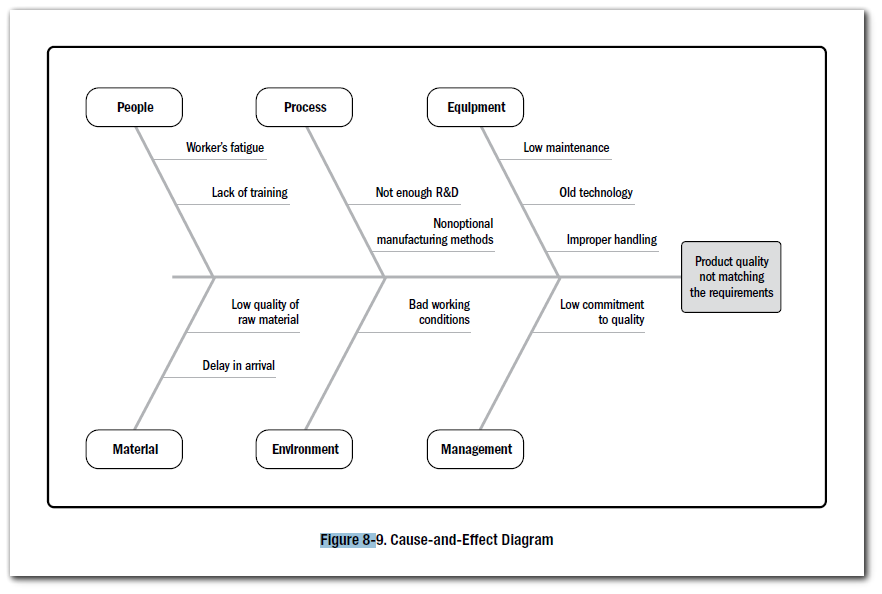 People
Process
Equipment
Worker's fatigue
Low maintenance
Lack of training
Not enough R&D
Old technology
Nonoptional
manufacturing methods
Improper handling
Product quality
not matching
the requirements
Low quality of
raw material
Bad working
conditions
Low commitment
to quality
Delay in arrival
Material
Environment
Management
Figure 8-9. Cause-and-Effect Diagram